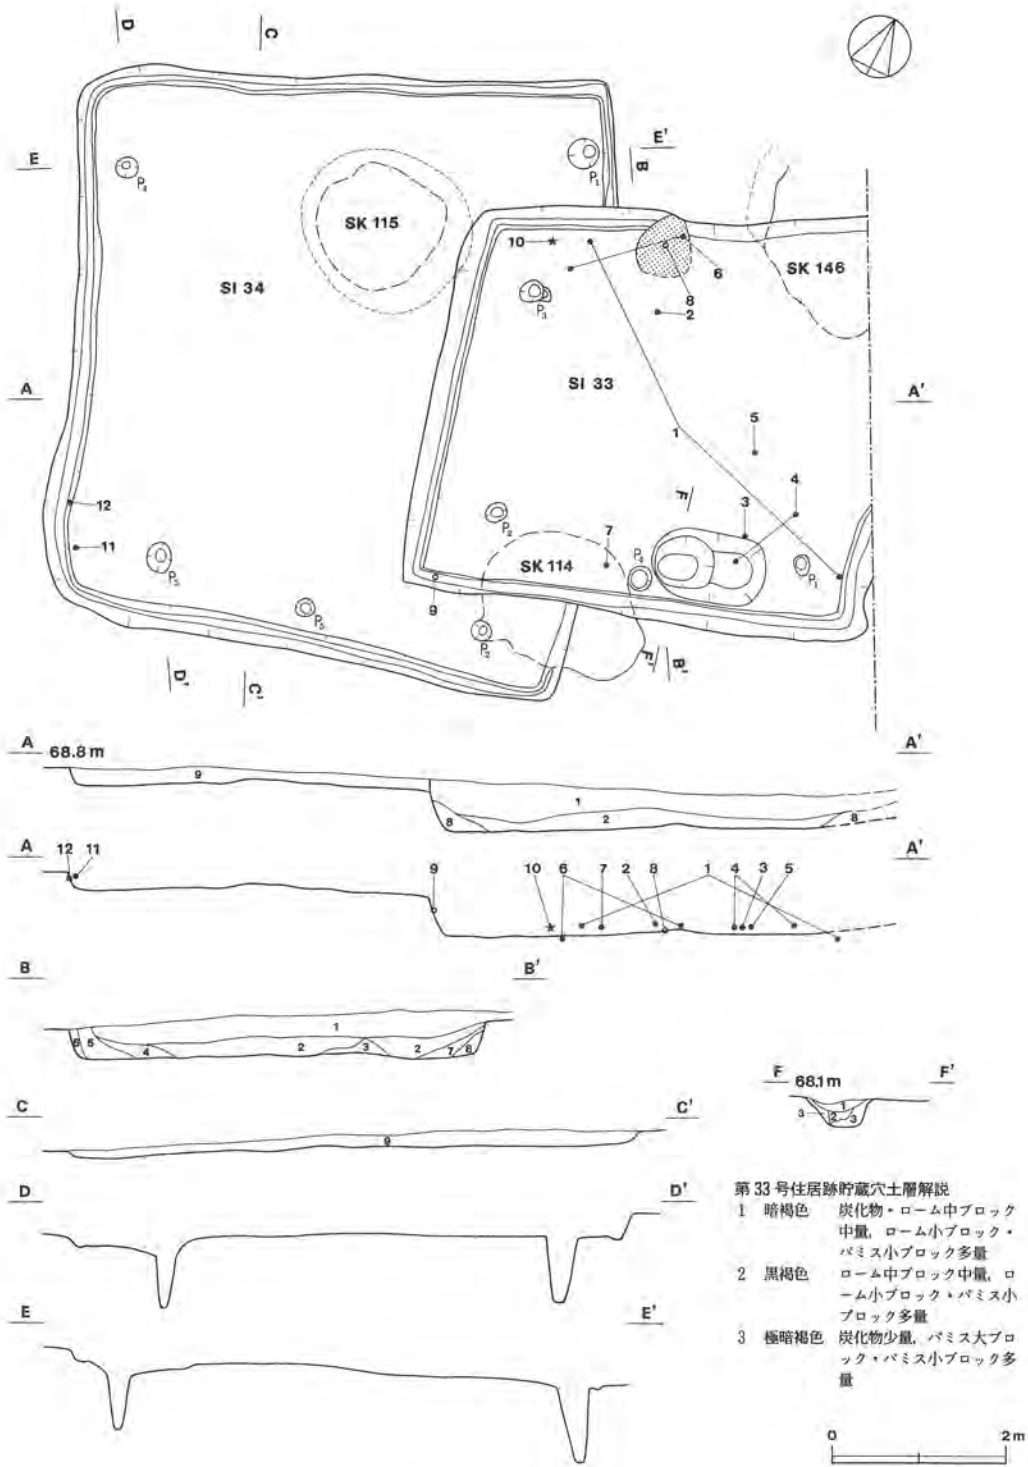 D
C
E
E'
B
P4
P1
SK 115
10
6
8
SK 146
SI 34
P3
2
A
A'
SI 33
5
1
4
12
F
3
11
P2
7
P1
SK 114
P5
9
P2
F'
B'
D'
C'
A 68.8 m A'
9
1
8 2 8
A 12 11 9 10 6 7 2 8 1 4 3 5 A'
B B'
1
6 5 4 2 3 2 7 8
F 68.1 m F'
1
3 2 3
C C'
9
D D'
E E'
第33号住居跡貯蔵穴土層解説
1 暗褐色 炭化物・ローム中ブロック
中量, ローム小ブロック・
パミス小ブロック多量
2 黒褐色 ローム中ブロック中量, ロ
ーム小ブロック・パミス小
ブロック多量
3 極暗褐色 炭化物少量, パミス大ブロ
ック・パミス小ブロック多
量
0 2 m